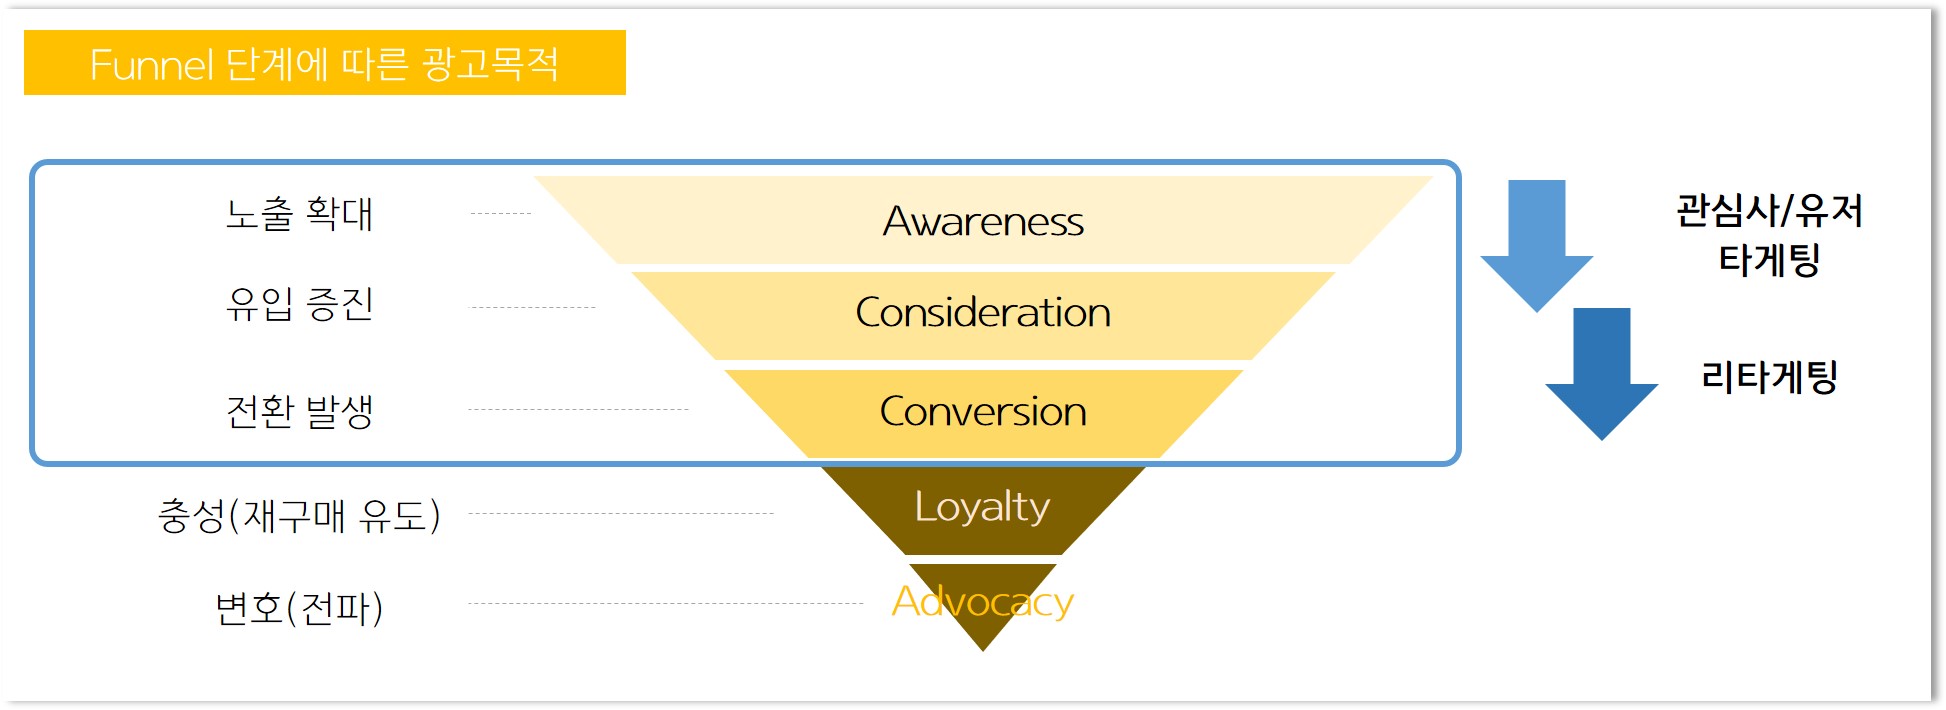 Funnel 단계에 따른 광고목적
노출 확대
Awareness
관심사/유저
타게팅
유입 증진
Consideration
전환 발생
Conversion
리타게팅
충성(재구매 유도)
Loyalty
변호(전파)
Advocacy